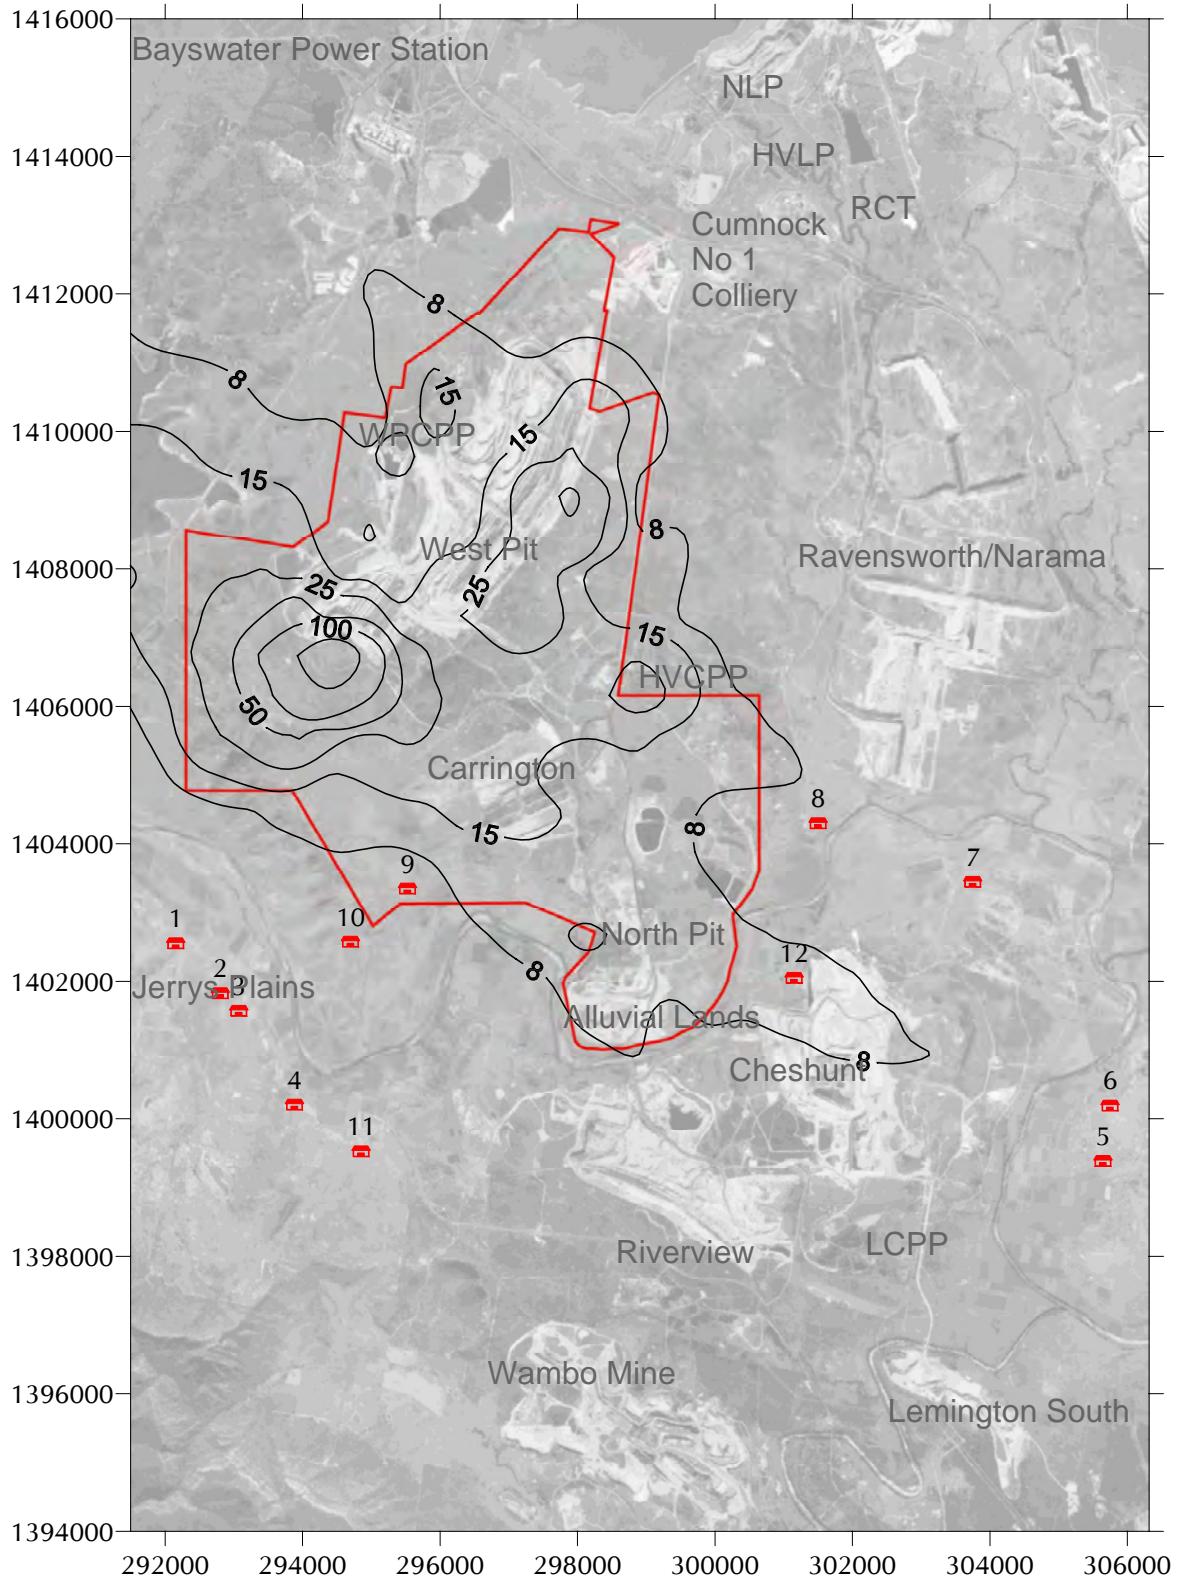 1416000
Bayswater Power Station
NLP
1414000
HVLP
RCT
Cumnock
No 1
Colliery
1412000
8
8
15
1410000
WPCPP
15
15
8
West Pit
Ravensworth/Narama
1408000
25
25
100
15
HVCPP
1406000
50
Carrington
8
15
8
1404000
7
9
1
10
North Pit
12
2
8
1402000
Jerrys Plains
3
Alluvial Lands
8
Cheshunt
4
6
1400000
11
5
LCPP
1398000
Riverview
Wambo Mine
1396000
Lemington South
1394000
292000 294000 296000 298000 300000 302000 304000 306000